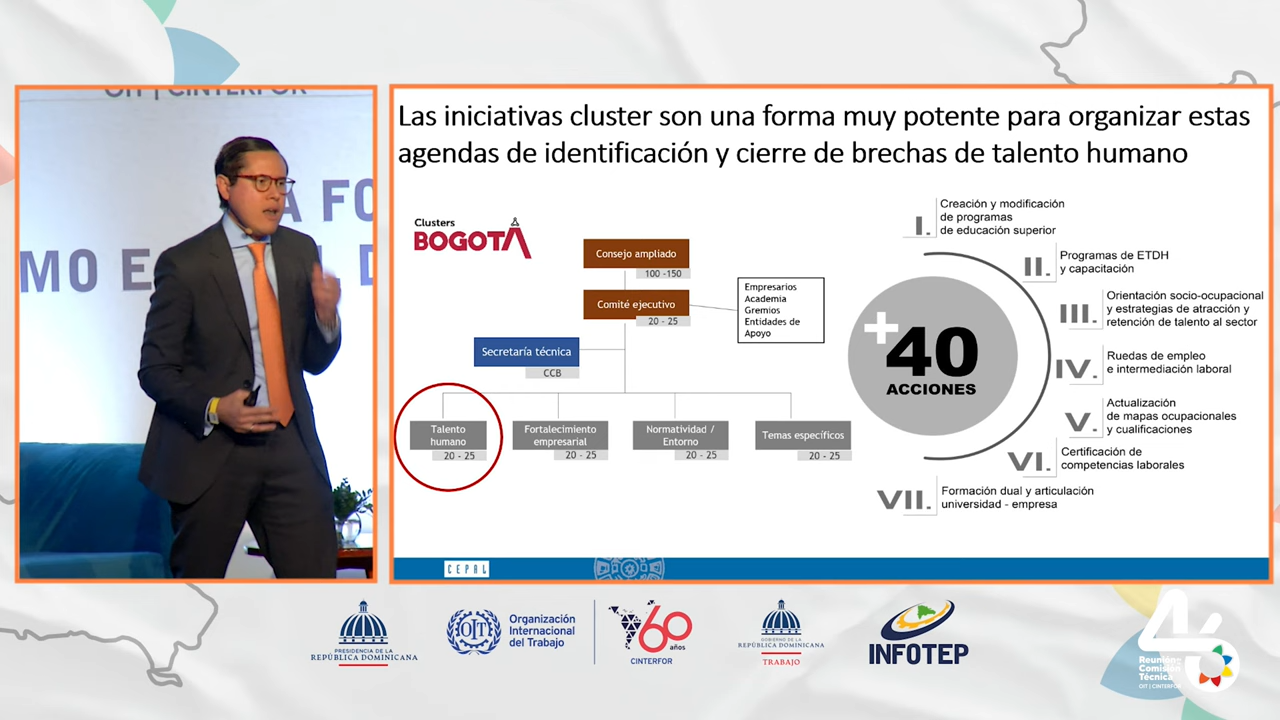 OIT | CINTERFOR
A FO
MO E
L D
Las iniciativas cluster son una forma muy potente para organizar estas
agendas de identificación y cierre de brechas de talento humano
Clusters
BOGOTÁ
Consejo ampliado
100 -150
Comité ejecutivo
20 - 25
Empresarios
Academia
Gremios
Entidades de
Apoyo
Secretaría técnica
CCB
Talento
humano
20 - 25
Fortalecimiento
empresarial
20 - 25
Normatividad /
Entorno
20 - 25
Temas específicos
20 - 25
+40
ACCIONES
I. Creación y modificación
de programas
de educación superior
II. Programas de ETDH
y capacitación
III. Orientación socio-ocupacional
y estrategias de atracción y
retención de talento al sector
IV. Ruedas de empleo
e intermediación laboral
V. Actualización
de mapas ocupacionales
y cualificaciones
VI. Certificación de
competencias laborales
VII. Formación dual y articulación
universidad - empresa
CEPAL
PRESIDENCIA DE LA
REPÚBLICA DOMINICANA
OIT
Organización
Internacional
del Trabajo
60
años
CINTERFOR
GOBIERNO DE LA
REPÚBLICA DOMINICANA
TRABAJO
INFOTEP
46
Reunión
Comisión
Técnica
OIT | CINTERFOR